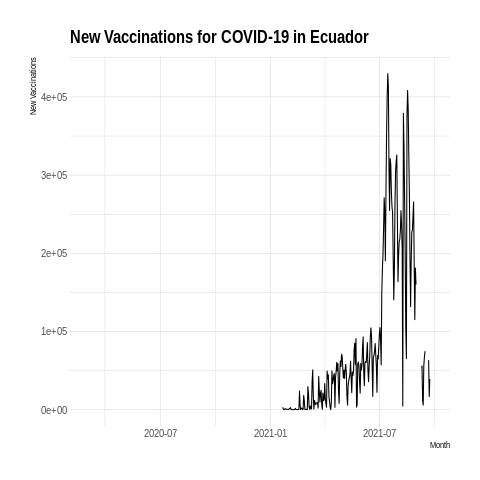 New Vaccinations for COVID-19 in Ecuador
New Vaccinations
4e+05
3e+05
2e+05
1e+05
0e+00
2020-07
2021-01
2021-07
Month